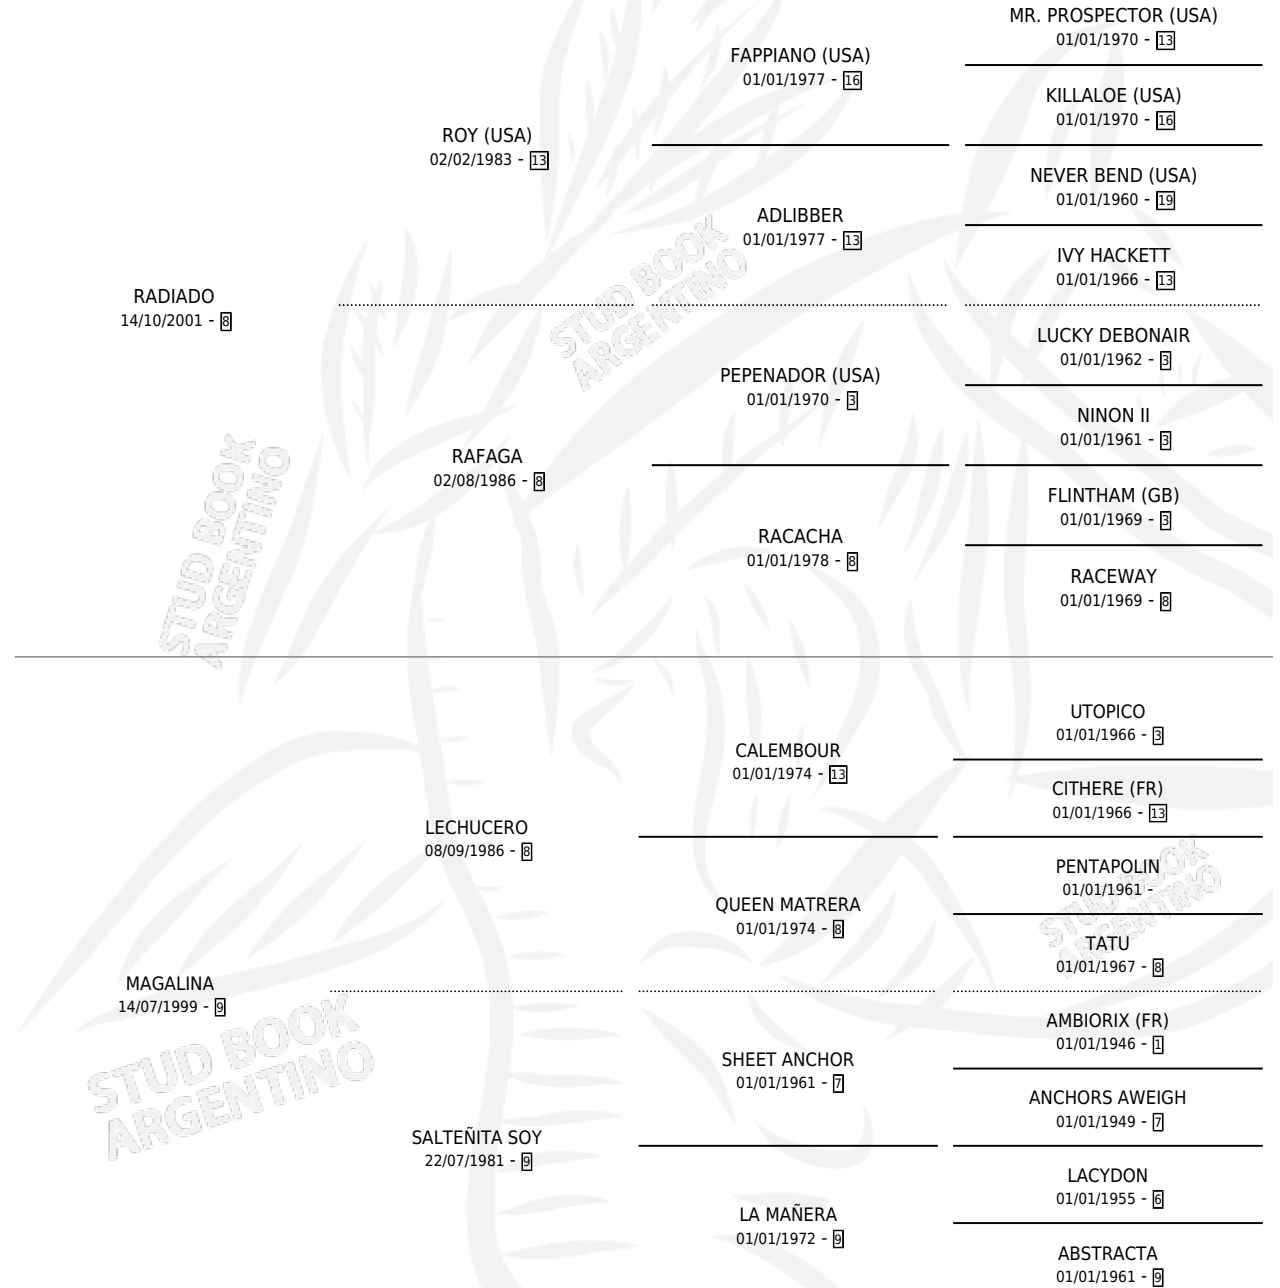 MR. PROSPECTOR (USA)
01/01/1970 - 13
FAPPIANO (USA)
01/01/1977 - 16
KILLALOE (USA)
01/01/1970 - 16
ROY (USA)
02/02/1983 - 13
NEVER BEND (USA)
01/01/1960 - 19
ADLIBBER
01/01/1977 - 13
IVY HACKETT
01/01/1966 - 13
RADIADO
14/10/2001 - 8
LUCKY DEBONAIR
01/01/1962 - 3
PEPENADOR (USA)
01/01/1970 - 3
NINON II
01/01/1961 - 3
RAFAGA
02/08/1986 - 8
FLINTHAM (GB)
01/01/1969 - 3
RACACHA
01/01/1978 - 8
RACEWAY
01/01/1969 - 8
UTOPICO
01/01/1966 - 3
CALEMBOUR
01/01/1974 - 13
CITHERE (FR)
01/01/1966 - 13
LECHUCERO
08/09/1986 - 8
PENTAPOLIN
01/01/1961 -
QUEEN MATRERA
01/01/1974 - 8
TATU
01/01/1967 - 8
MAGALINA
14/07/1999 - 9
AMBIORIX (FR)
01/01/1946 - 1
SHEET ANCHOR
01/01/1961 - 7
ANCHORS AWEIGH
01/01/1949 - 7
SALTEÑITA SOY
22/07/1981 - 9
LACYDON
01/01/1955 - 6
LA MAÑERA
01/01/1972 - 9
ABSTRACTA
01/01/1961 - 9
STUD BOOK
ARGENTINO
STUD BOOK
ARGENTINO
STUD BOOK
ARGENTINO
STUD BOOK
ARGENTINO